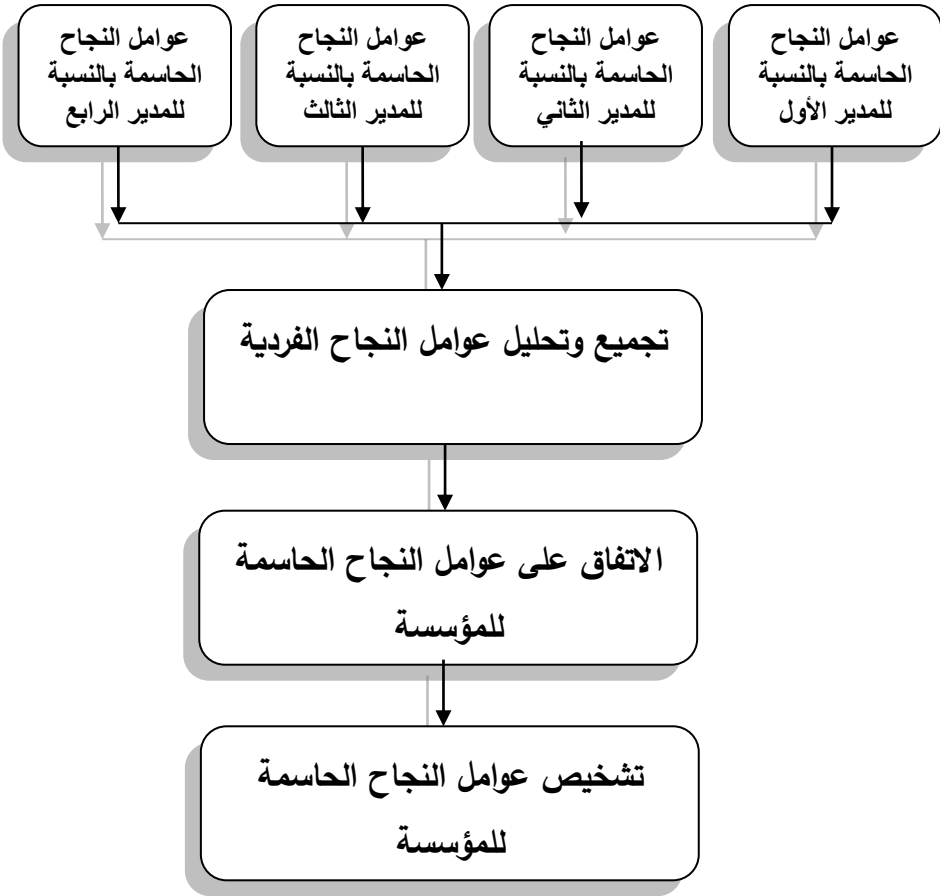 عوامل النجاح
الحاسمة بالنسبة
للمدير الأول
عوامل النجاح
الحاسمة بالنسبة
للمدير الثاني
عوامل النجاح
الحاسمة بالنسبة
للمدير الثالث
عوامل النجاح
الحاسمة بالنسبة
للمدير الرابع
تجميع وتحليل عوامل النجاح الفردية
الاتفاق على عوامل النجاح الحاسمة
للمؤسسة
تشخيص عوامل النجاح الحاسمة
للمؤسسة